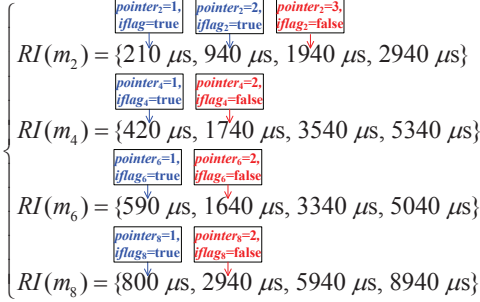 pointer₂=1, pointer₂=2, pointer₂=3,
iflag=true iflag₂=true iflag₂=false
RI(m₂) = {210 μs, 940 μs, 1940 μs, 2940 μs}
pointer₄=1, pointer₄=2,
iflag₄=true iflag₄=false
RI(m₄) = {420 μs, 1740 μs, 3540 μs, 5340 μs}
pointer₆=1, pointer₆=2,
iflag₆=true iflag₆=false
RI(m₆) = {590 μs, 1640 μs, 3340 μs, 5040 μs}
pointer₈=1, pointer₈=2,
iflag₈=true iflag₈=false
RI(m₈) = {800 μs, 2940 μs, 5940 μs, 8940 μs}